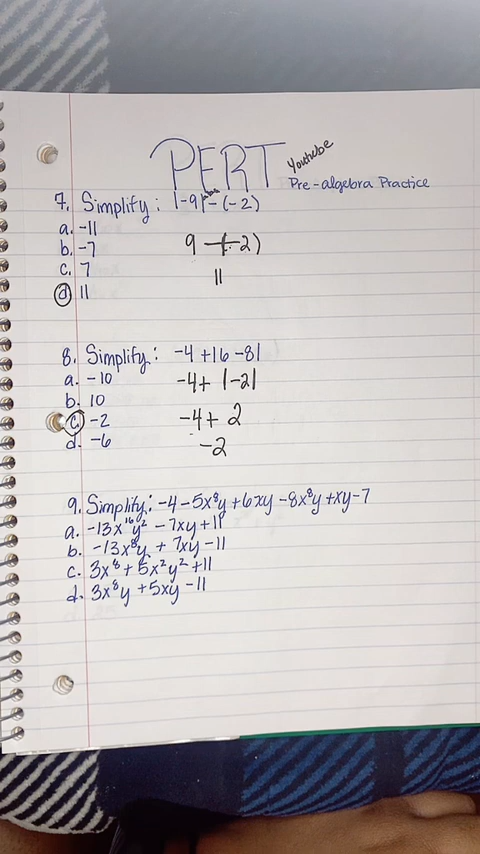 PERT Youtube
Pre-algebra Practice
7. Simplify: |-9|-(-2)
a. -11
b. -7
9 -(-2)
c. 7
11
d. 11
8. Simplify: -4 +|6 -8|
a. -10
-4+ |-2|
b. 10
c. -2
-4+ 2
d. -6
-2
9. Simplify: -4 -5x⁸y +6xy -8x⁸y +xy -7
a. -13x¹⁶y² -7xy +11
b. -13x⁸y + 7xy -11
c. 3x⁸ + 5x²y² +11
d. 3x⁸y +5xy -11